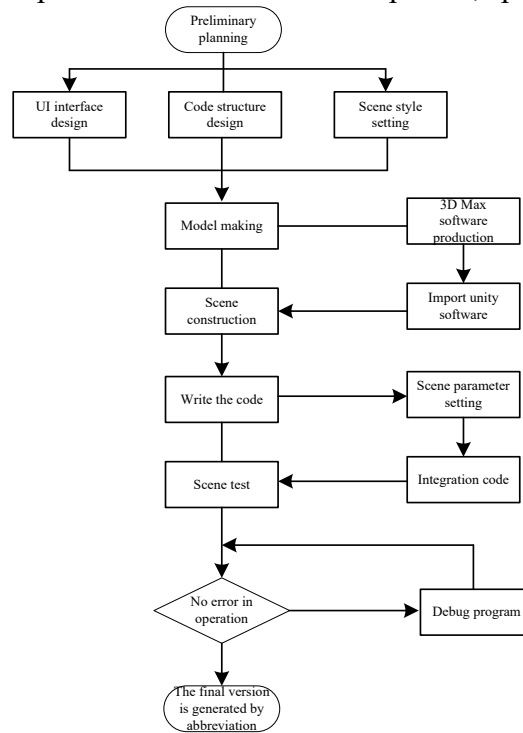 Preliminary
planning
UI interface
design
Code structure
design
Scene style
setting
Model making
3D Max
software
production
Scene
construction
Import unity
software
Write the code
Scene parameter
setting
Scene test
Integration code
No error in
operation
Debug program
The final version
is generated by
abbreviation